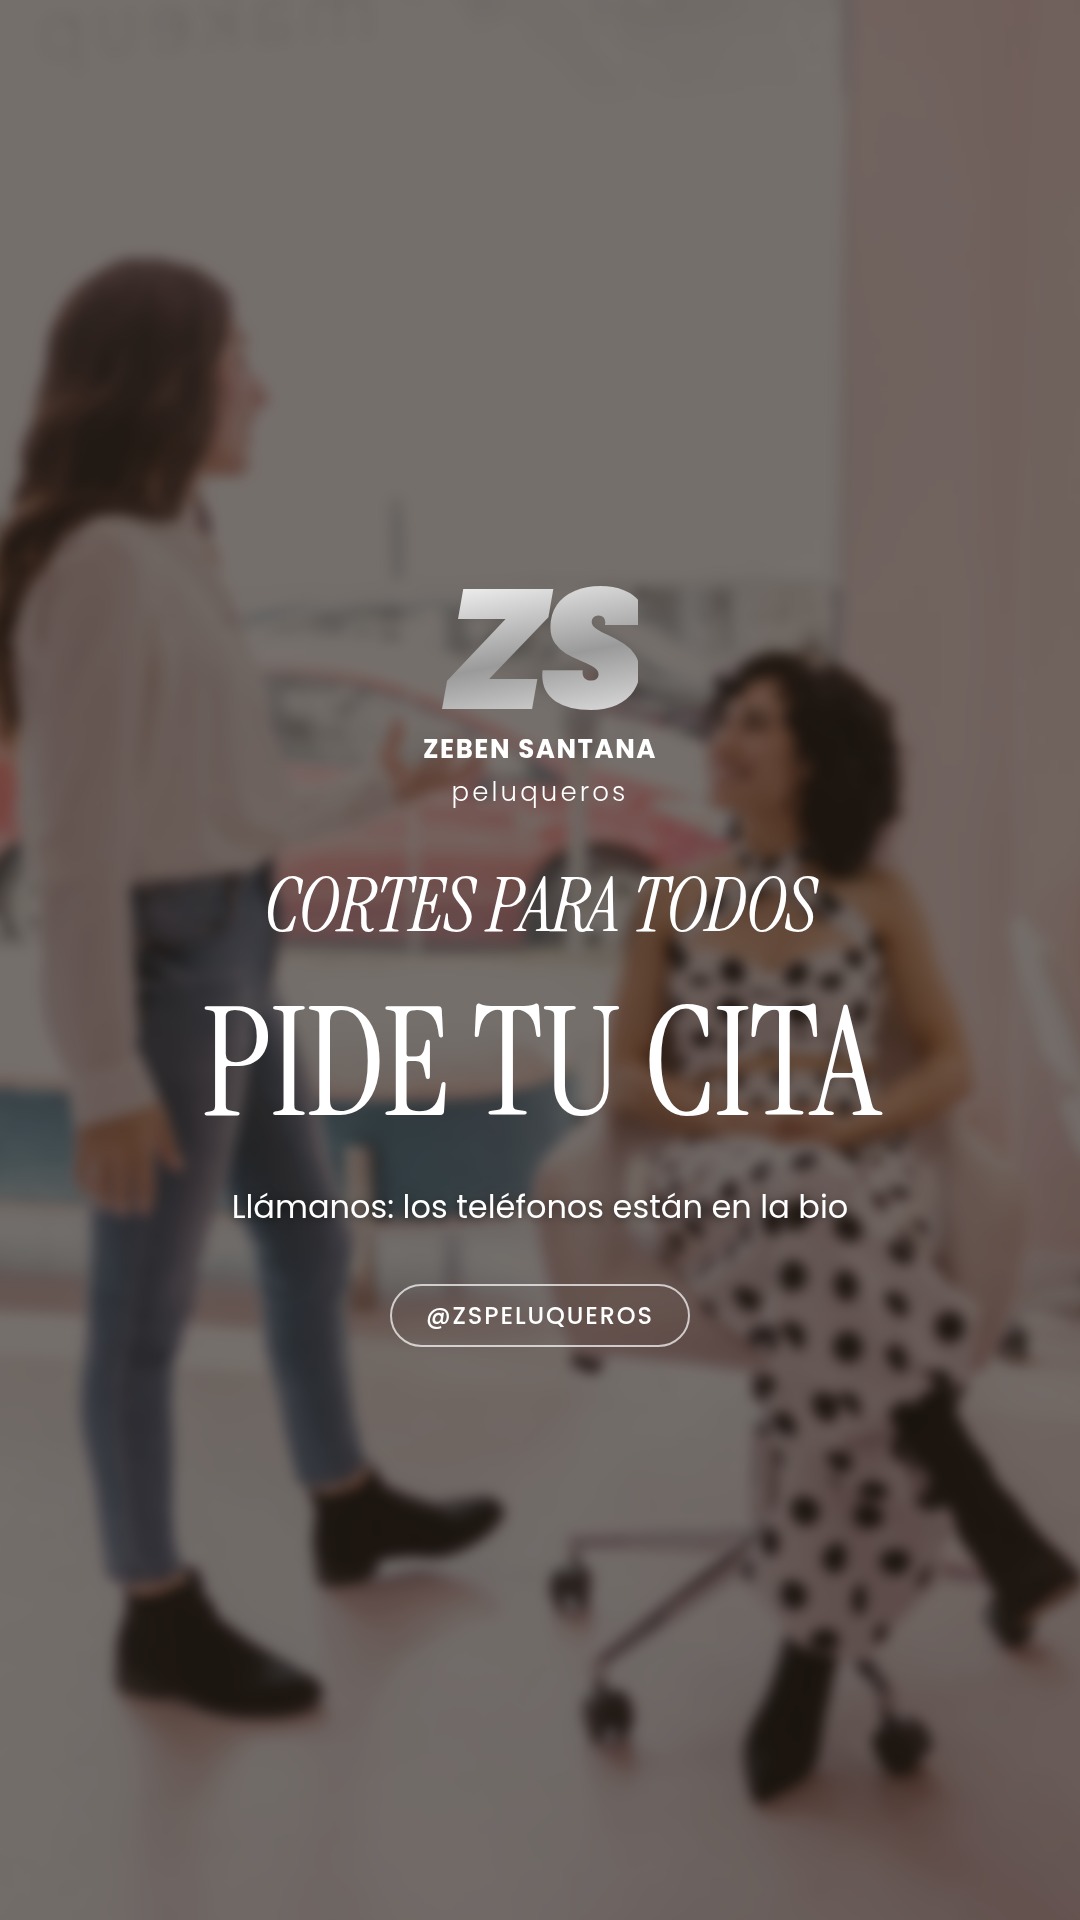 ZS
ZEBEN SANTANA
peluqueros
CORTES PARA TODOS
PIDE TU CITA
Llámanos: los teléfonos están en la bio
@ZSPELUQUEROS